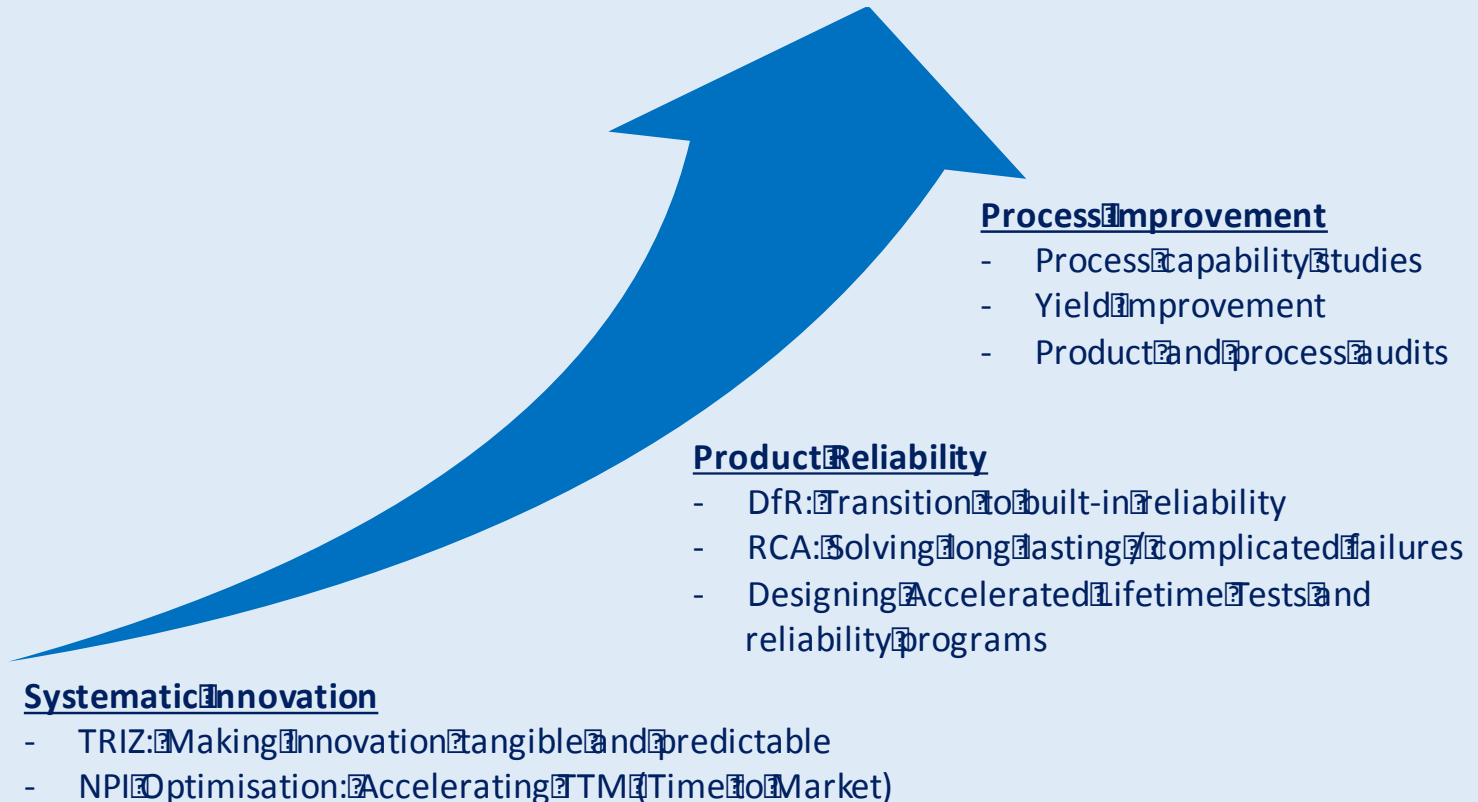 Process Improvement
- Process capability studies
- Yield improvement
- Product and process audits
Product Reliability
- DfR: Transition to built-in reliability
- RCA: Solving long lasting / complicated failures
- Designing Accelerated Lifetime Tests and
reliability programs
Systematic Innovation
- TRIZ: Making Innovation tangible and predictable
- NPI Optimisation: Accelerating TTM (Time to Market)